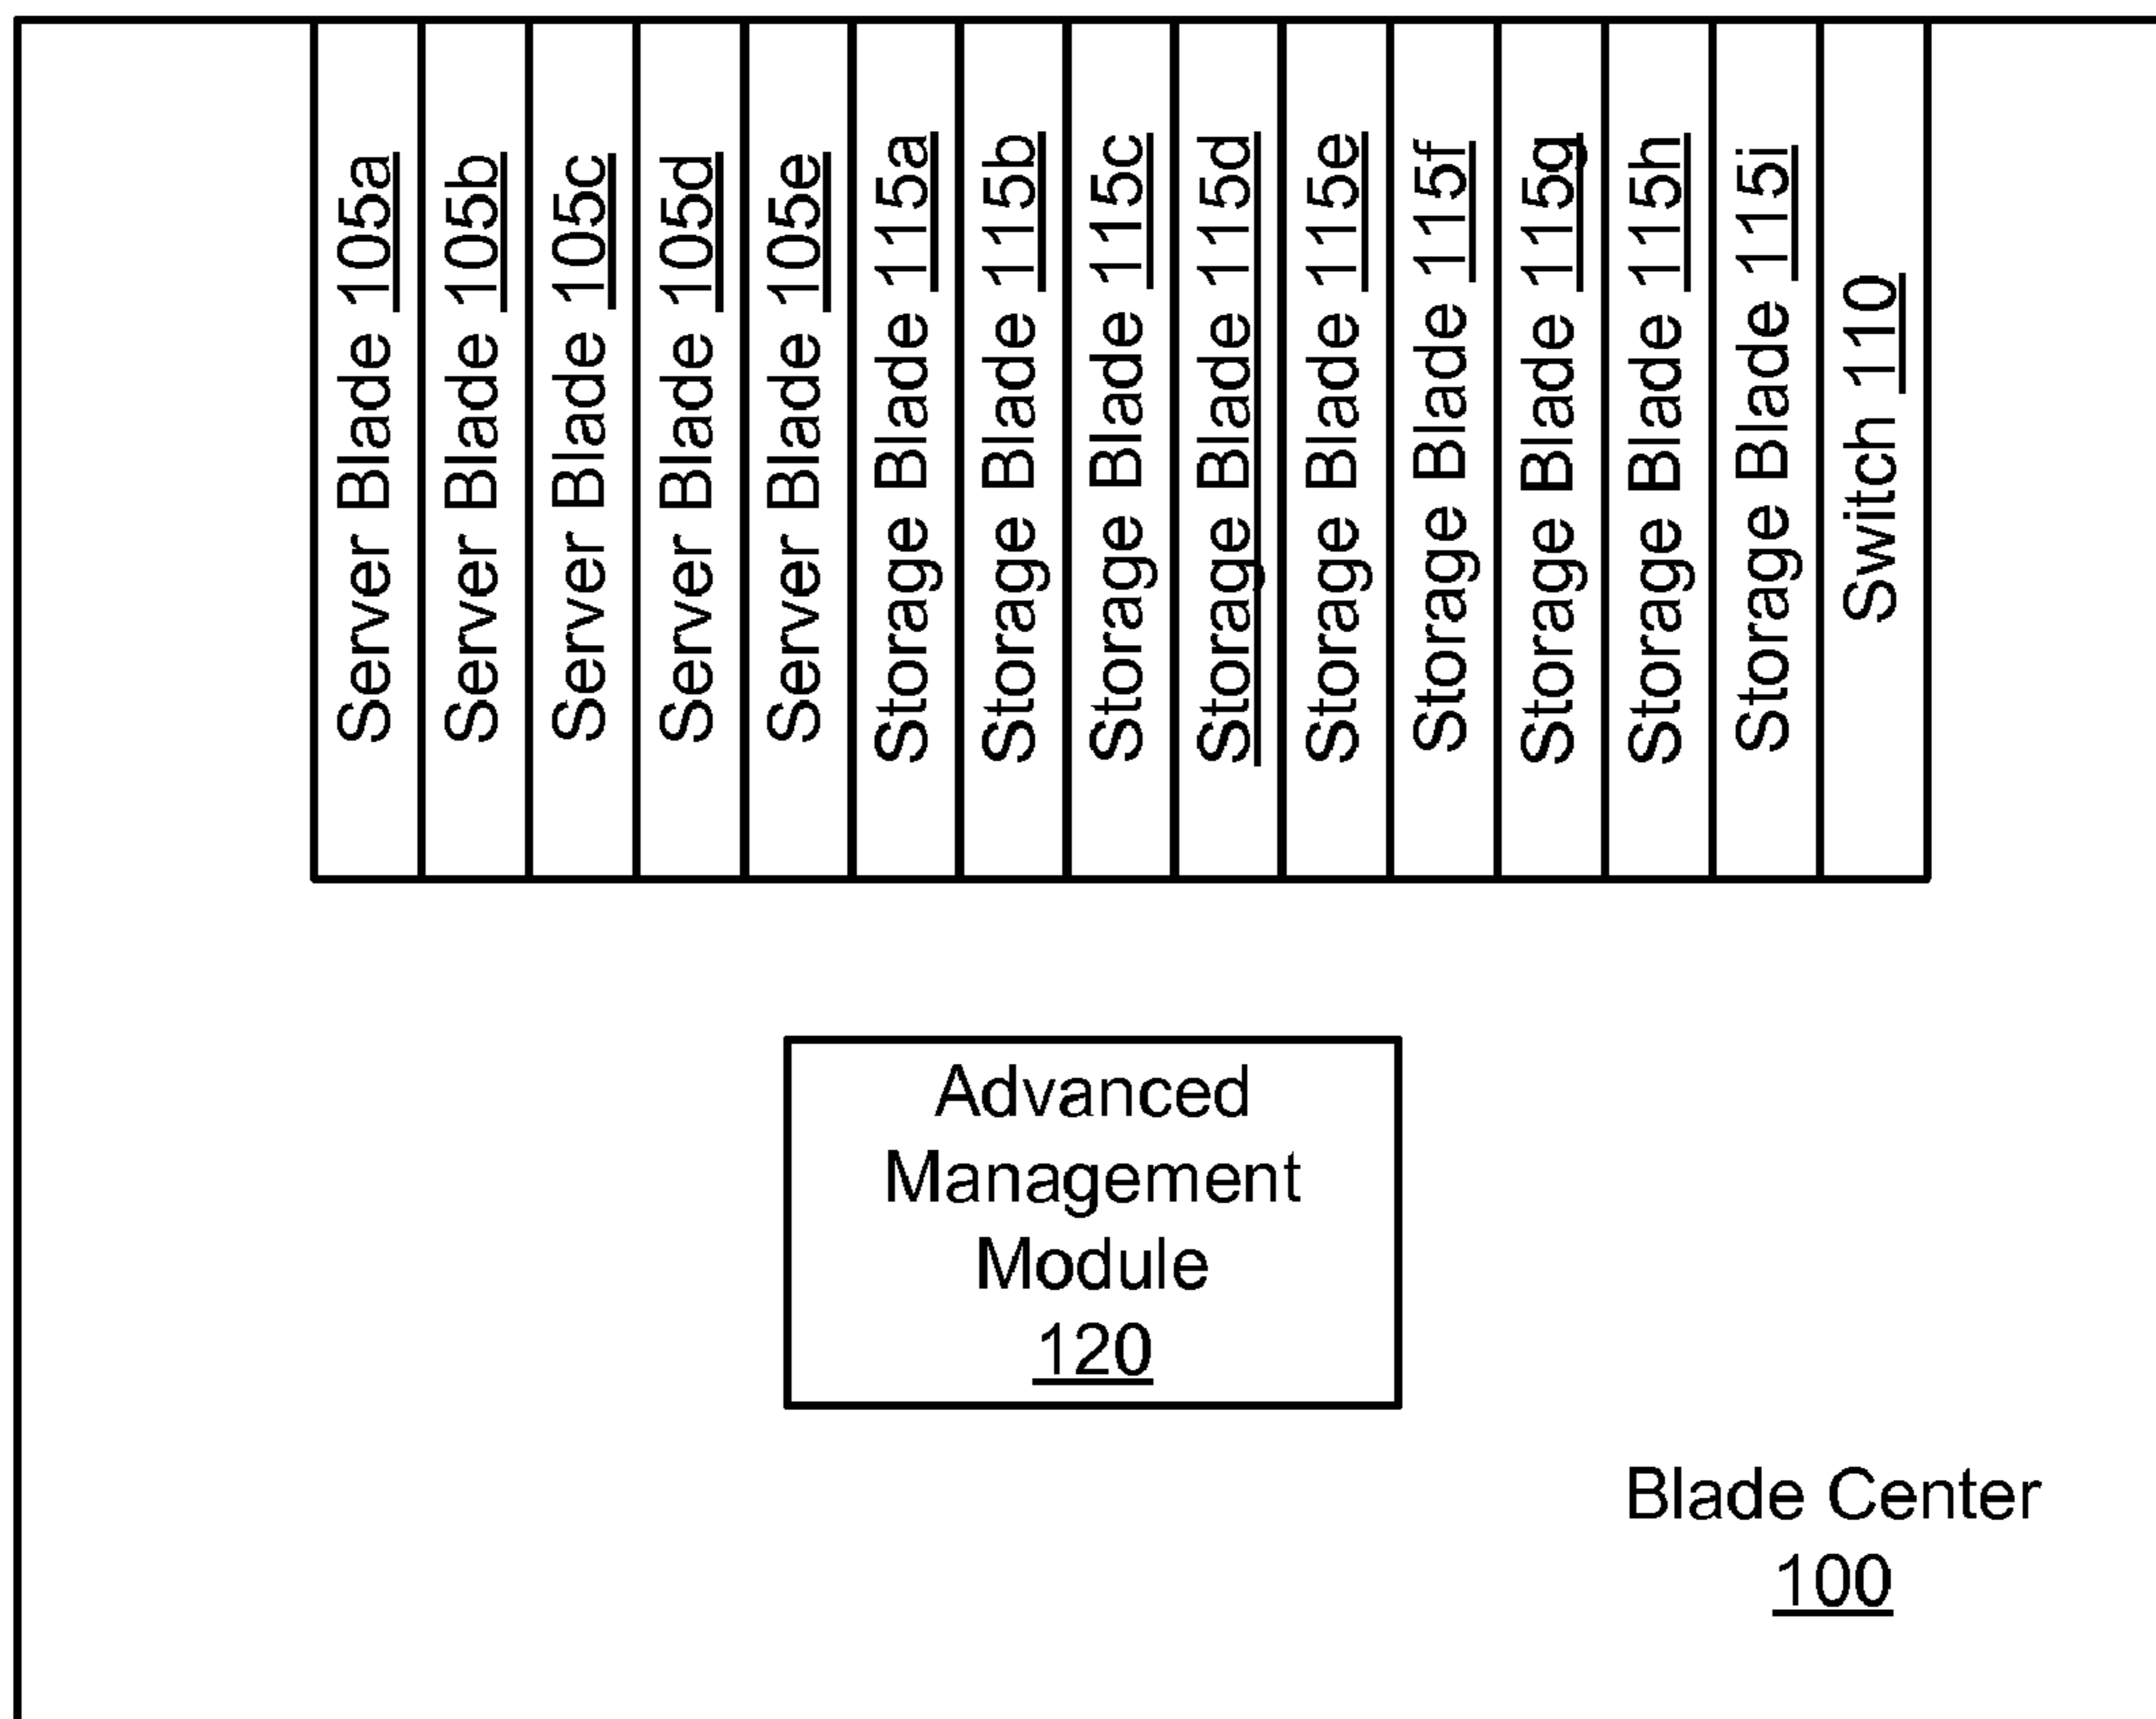 Server Blade 105a
Server Blade 105b
Server Blade 105c
Server Blade 105d
Server Blade 105e
Storage Blade 115a
Storage Blade 115b
Storage Blade 115c
Storage Blade 115d
Storage Blade 115e
Storage Blade 115f
Storage Blade 115g
Storage Blade 115h
Storage Blade 115i
Switch 110
Advanced
Management
Module
120
Blade Center
100